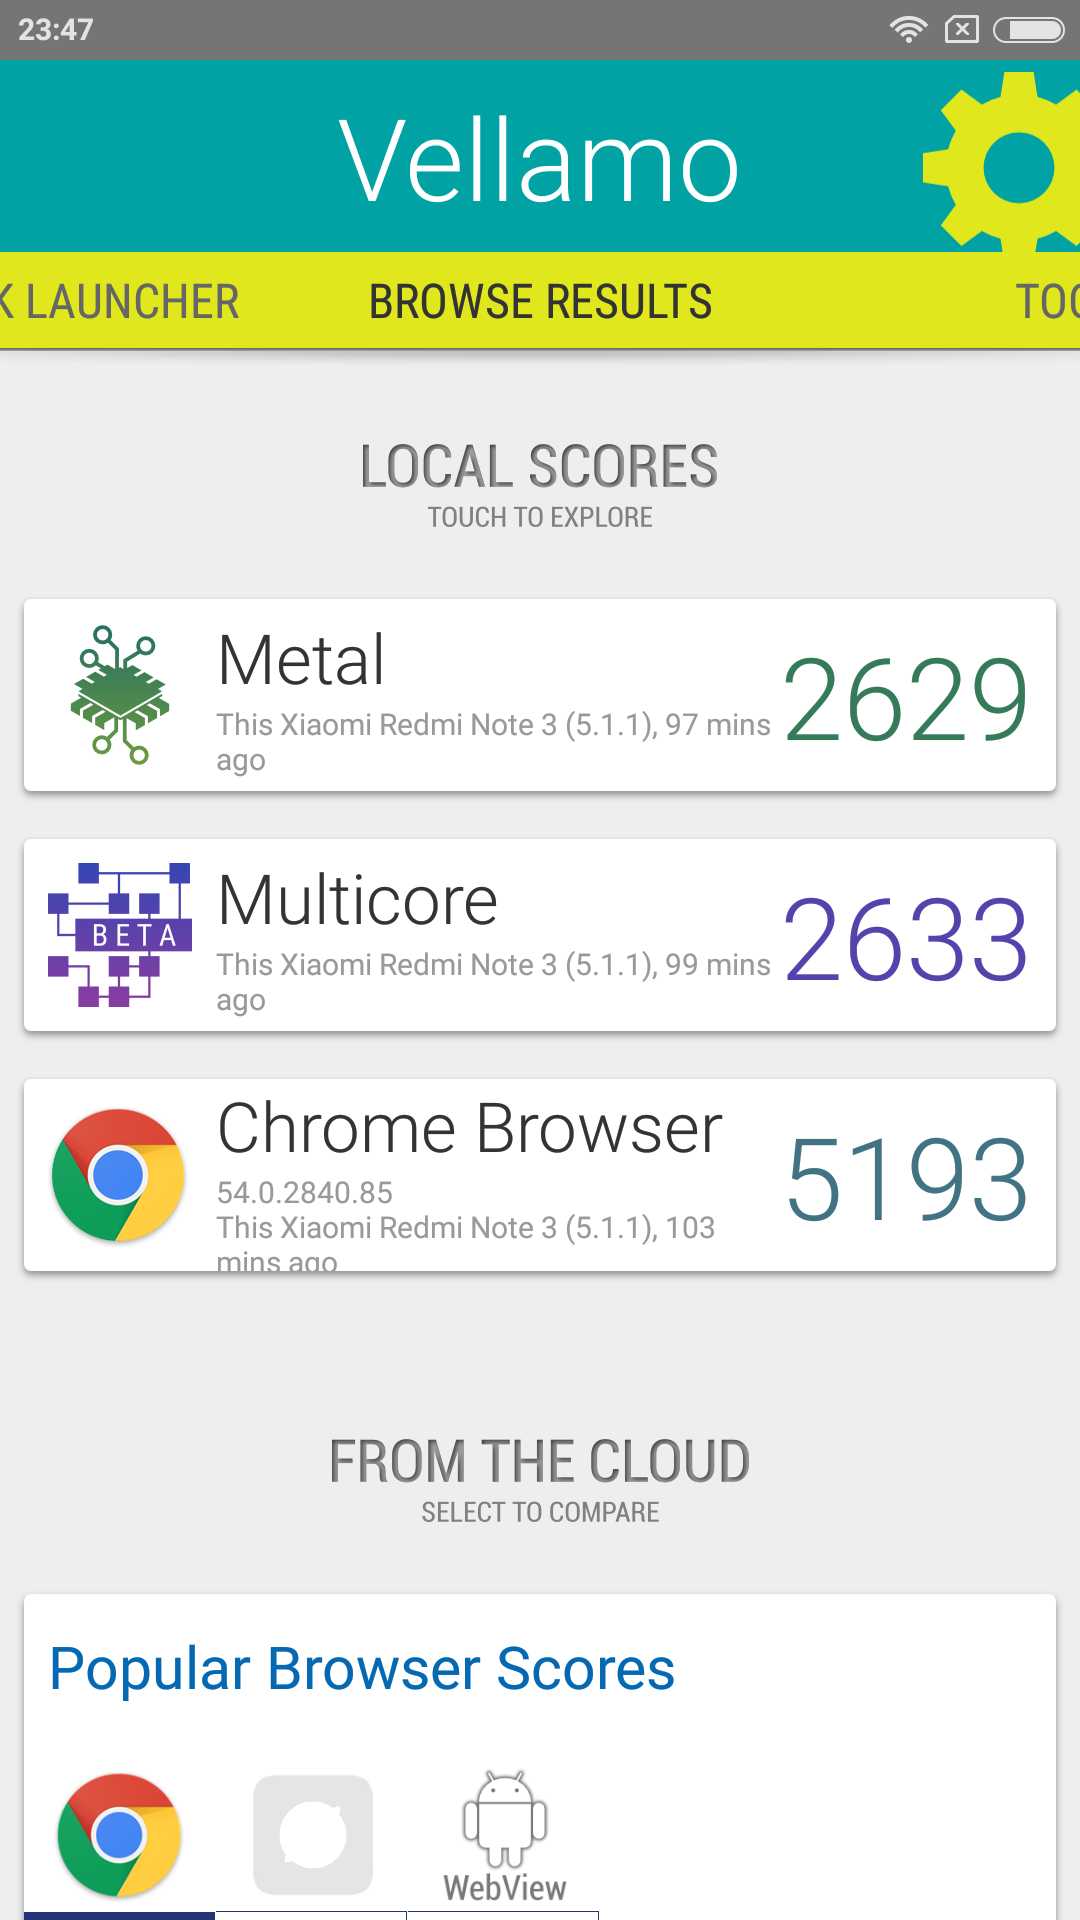 23:47
Vellamo
K LAUNCHER
BROWSE RESULTS
TOO
LOCAL SCORES
TOUCH TO EXPLORE
Metal
This Xiaomi Redmi Note 3 (5.1.1), 97 mins
ago
2629
BETA
Multicore
This Xiaomi Redmi Note 3 (5.1.1), 99 mins
ago
2633
Chrome Browser
54.0.2840.85
This Xiaomi Redmi Note 3 (5.1.1), 103
mins ago
5193
FROM THE CLOUD
SELECT TO COMPARE
Popular Browser Scores
WebView